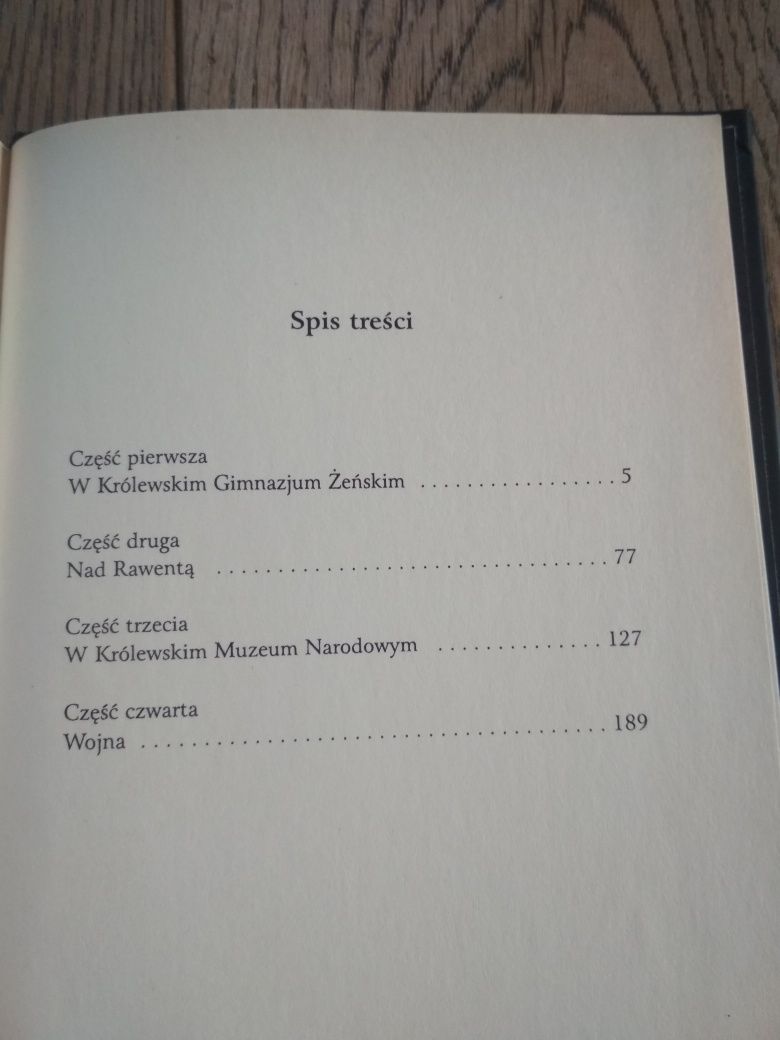 Spis treści
Część pierwsza
W Królewskim Gimnazjum Żeńskim . . . . . . . . . . . . . . . . . 5
Część druga
Nad Rawentą . . . . . . . . . . . . . . . . . . . . . . . . . . . . . . . . . 77
Część trzecia
W Królewskim Muzeum Narodowym . . . . . . . . . . . . . . 127
Część czwarta
Wojna . . . . . . . . . . . . . . . . . . . . . . . . . . . . . . . . . . . . . . 189